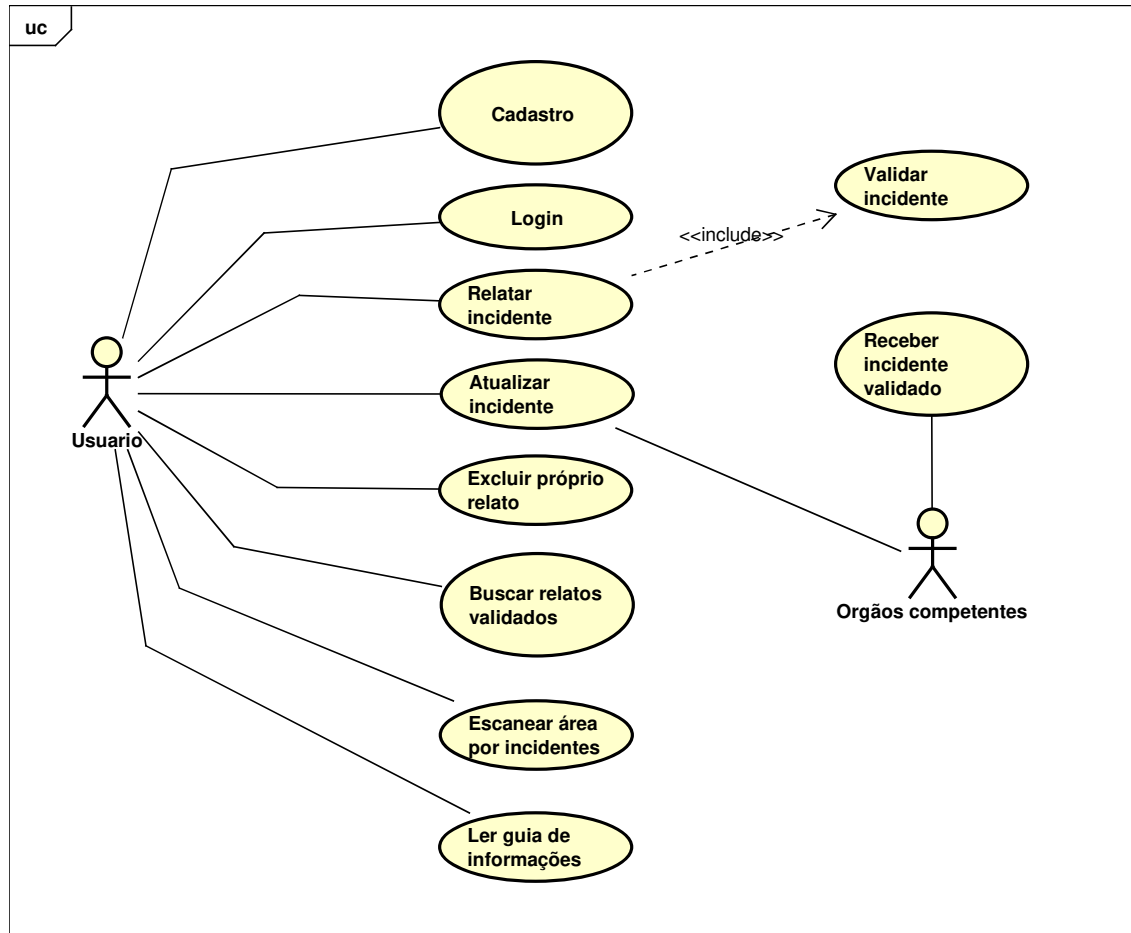 uc
Cadastro
Validar
incidente
Login
<<include>>
Relatar
incidente
Receber
incidente
validado
Atualizar
incidente
Usuario
Excluir próprio
relato
Buscar relatos
validados
Orgãos competentes
Escanear área
por incidentes
Ler guia de
informações